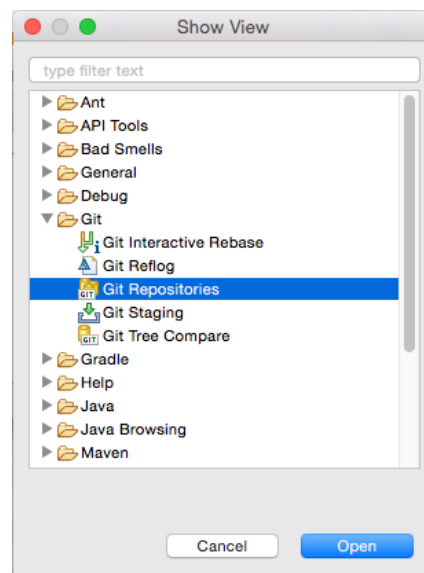 Show View
type filter text
Ant
API Tools
Bad Smells
General
Debug
Git
Git Interactive Rebase
Git Reflog
Git Repositories
Git Staging
Git Tree Compare
Gradle
Help
Java
Java Browsing
Maven
Cancel Open